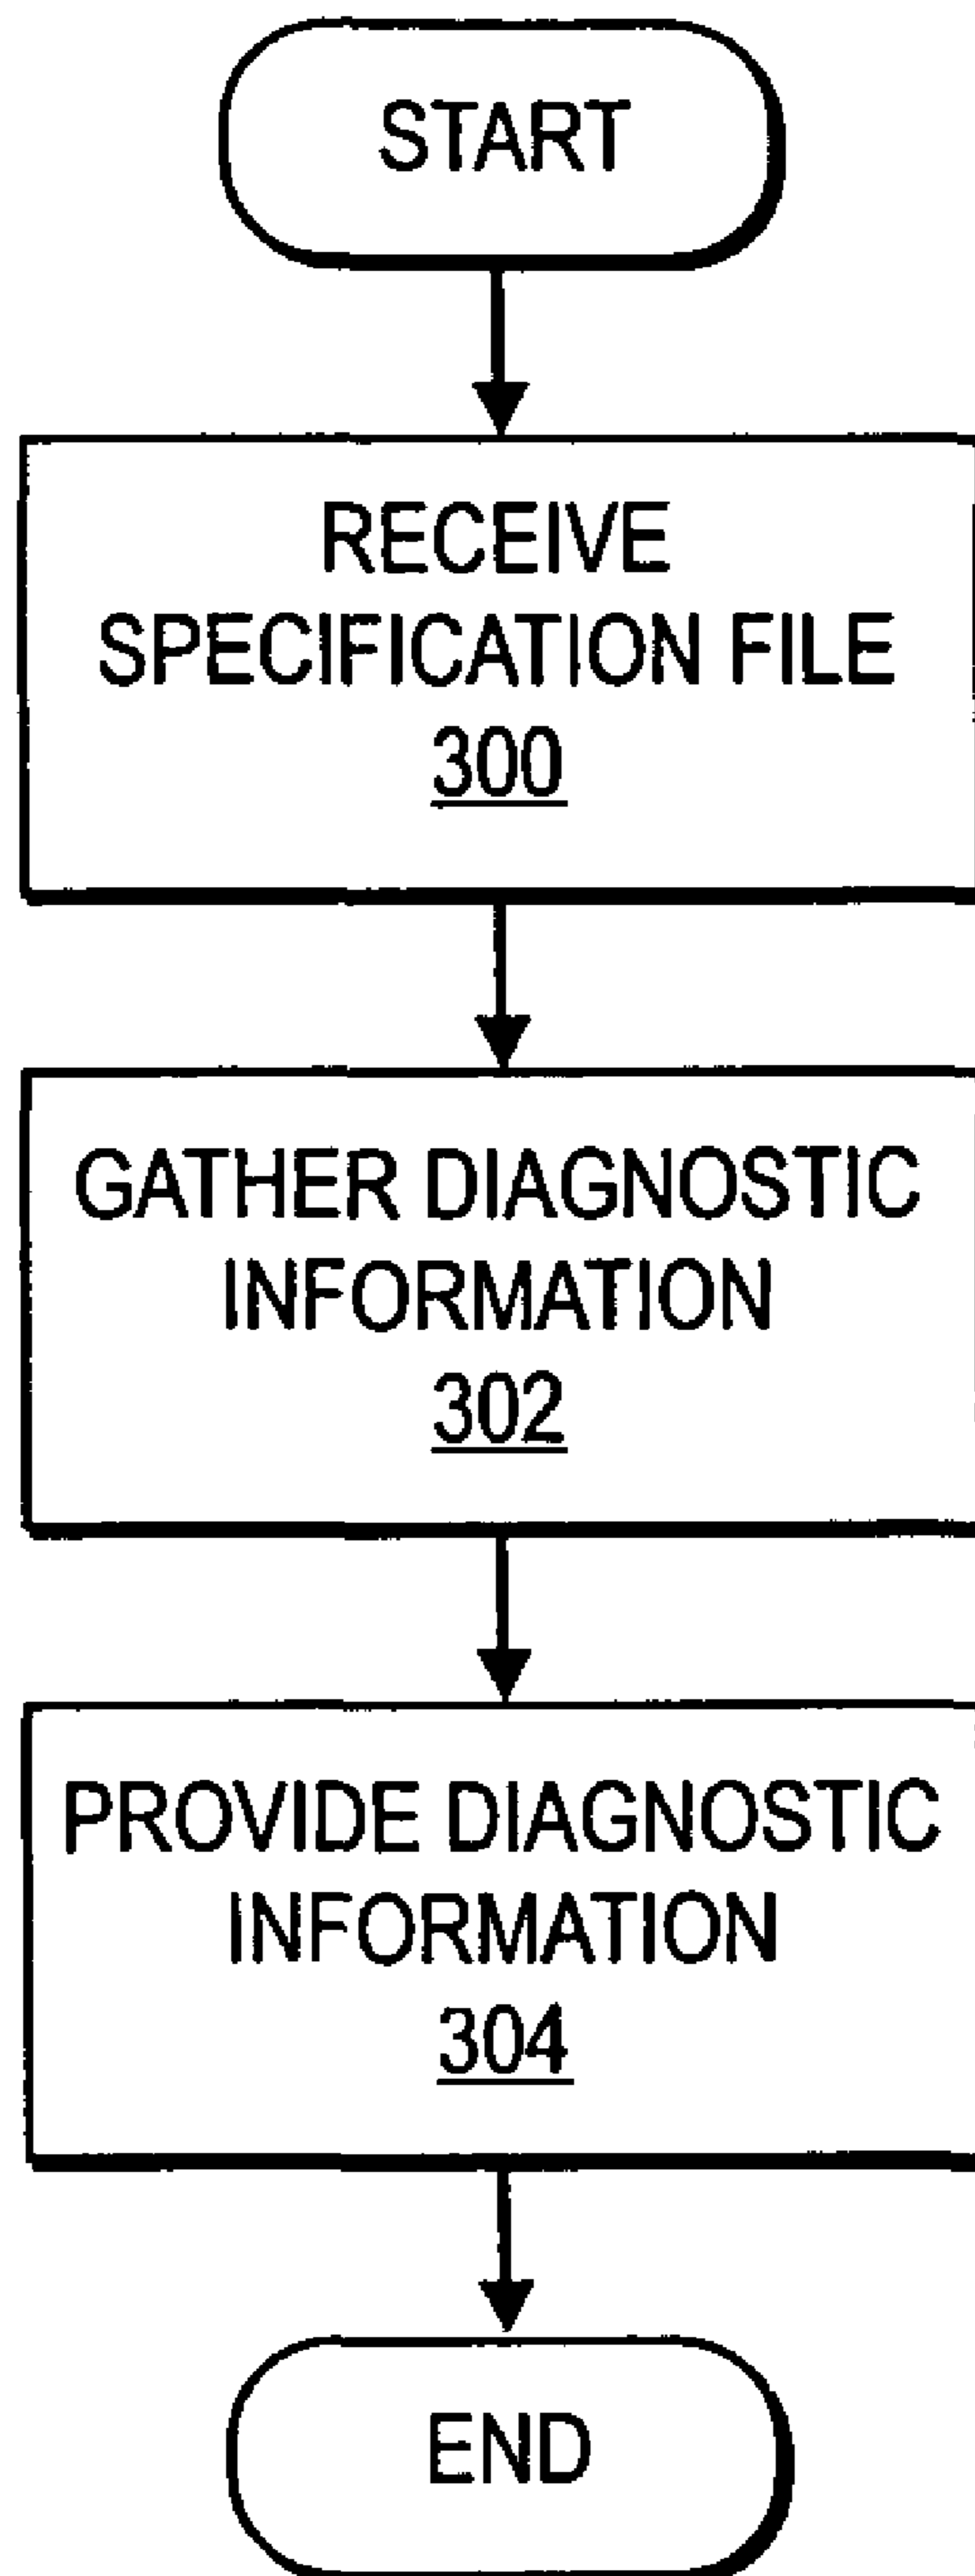 START
RECEIVE
SPECIFICATION FILE
300
GATHER DIAGNOSTIC
INFORMATION
302
PROVIDE DIAGNOSTIC
INFORMATION
304
END